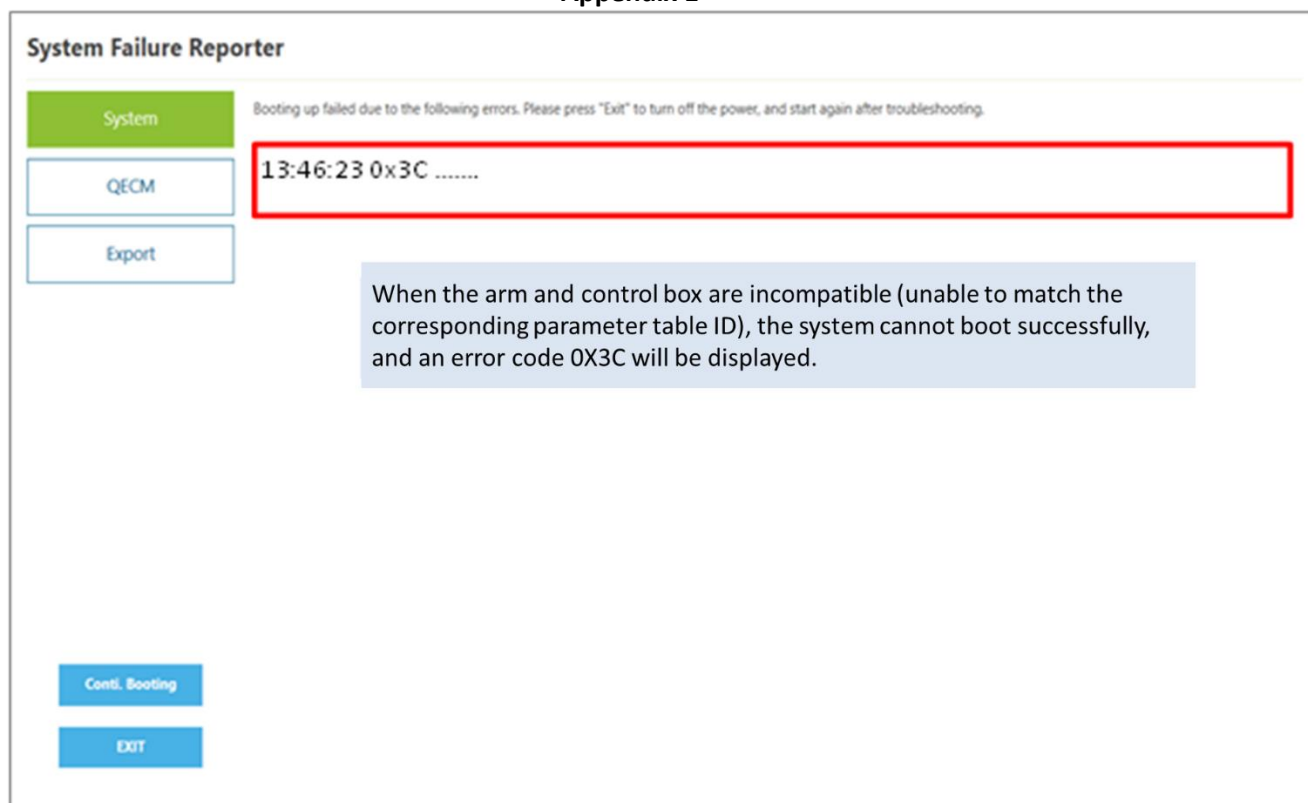 System Failure Reporter
System
Booting up failed due to the following errors. Please press "Exit" to turn off the power, and start again after troubleshooting.
13:46:23 0x3C .......
QECM
Export
When the arm and control box are incompatible (unable to match the
corresponding parameter table ID), the system cannot boot successfully,
and an error code 0X3C will be displayed.
Conti. Booting
EXIT